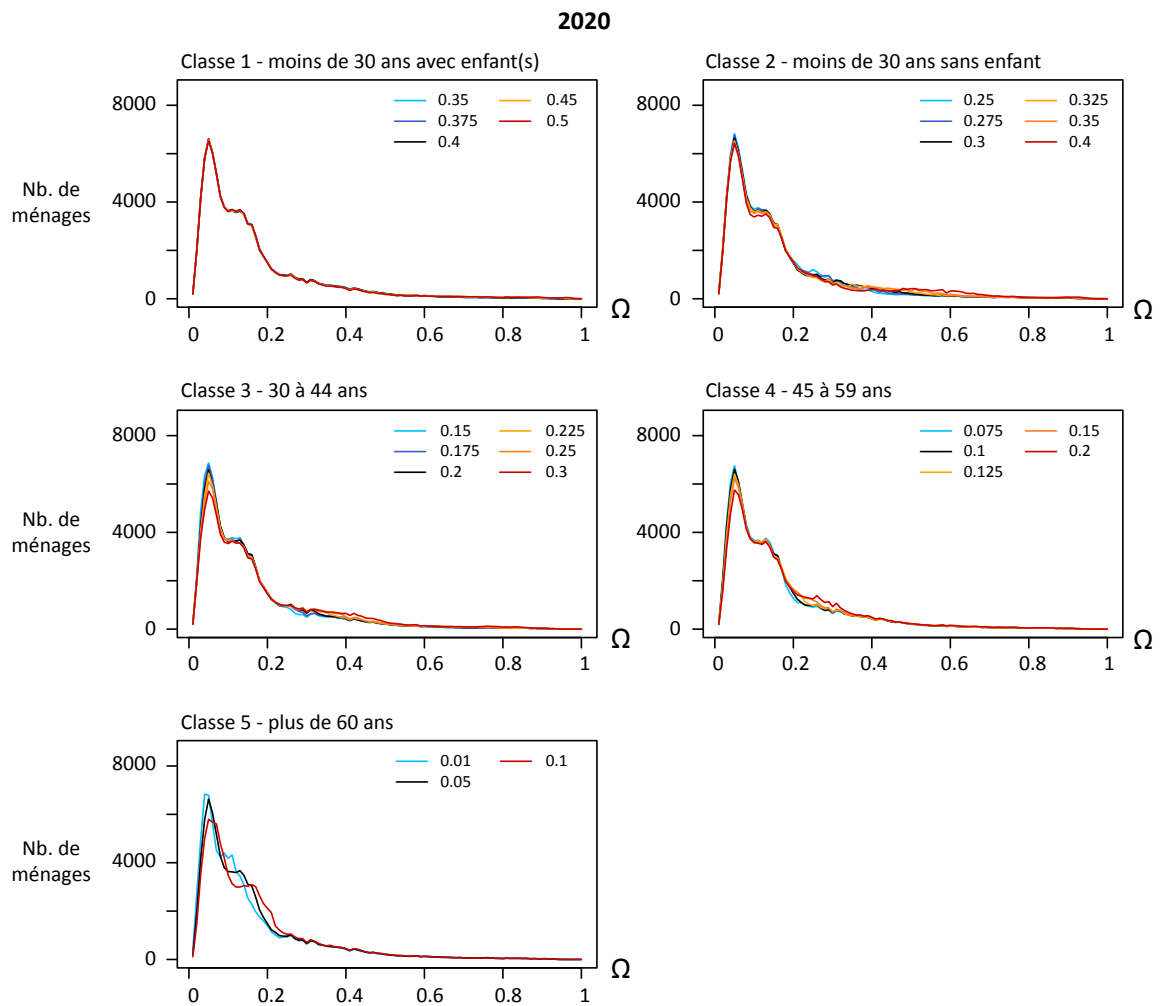 2020
Classe 1 - moins de 30 ans avec enfant(s)
8000
4000
0
Nb. de
ménages
0.35
0.375
0.4
0.45
0.5
0 0.2 0.4 0.6 0.8 1
Ω
Classe 2 - moins de 30 ans sans enfant
8000
4000
0
0.25
0.275
0.3
0.325
0.35
0.4
0 0.2 0.4 0.6 0.8 1
Ω
Classe 3 - 30 à 44 ans
8000
4000
0
Nb. de
ménages
0.15
0.175
0.2
0.225
0.25
0.3
0 0.2 0.4 0.6 0.8 1
Ω
Classe 4 - 45 à 59 ans
8000
4000
0
0.075
0.1
0.125
0.15
0.2
0 0.2 0.4 0.6 0.8 1
Ω
Classe 5 - plus de 60 ans
8000
4000
0
Nb. de
ménages
0.01
0.05
0.1
0 0.2 0.4 0.6 0.8 1
Ω